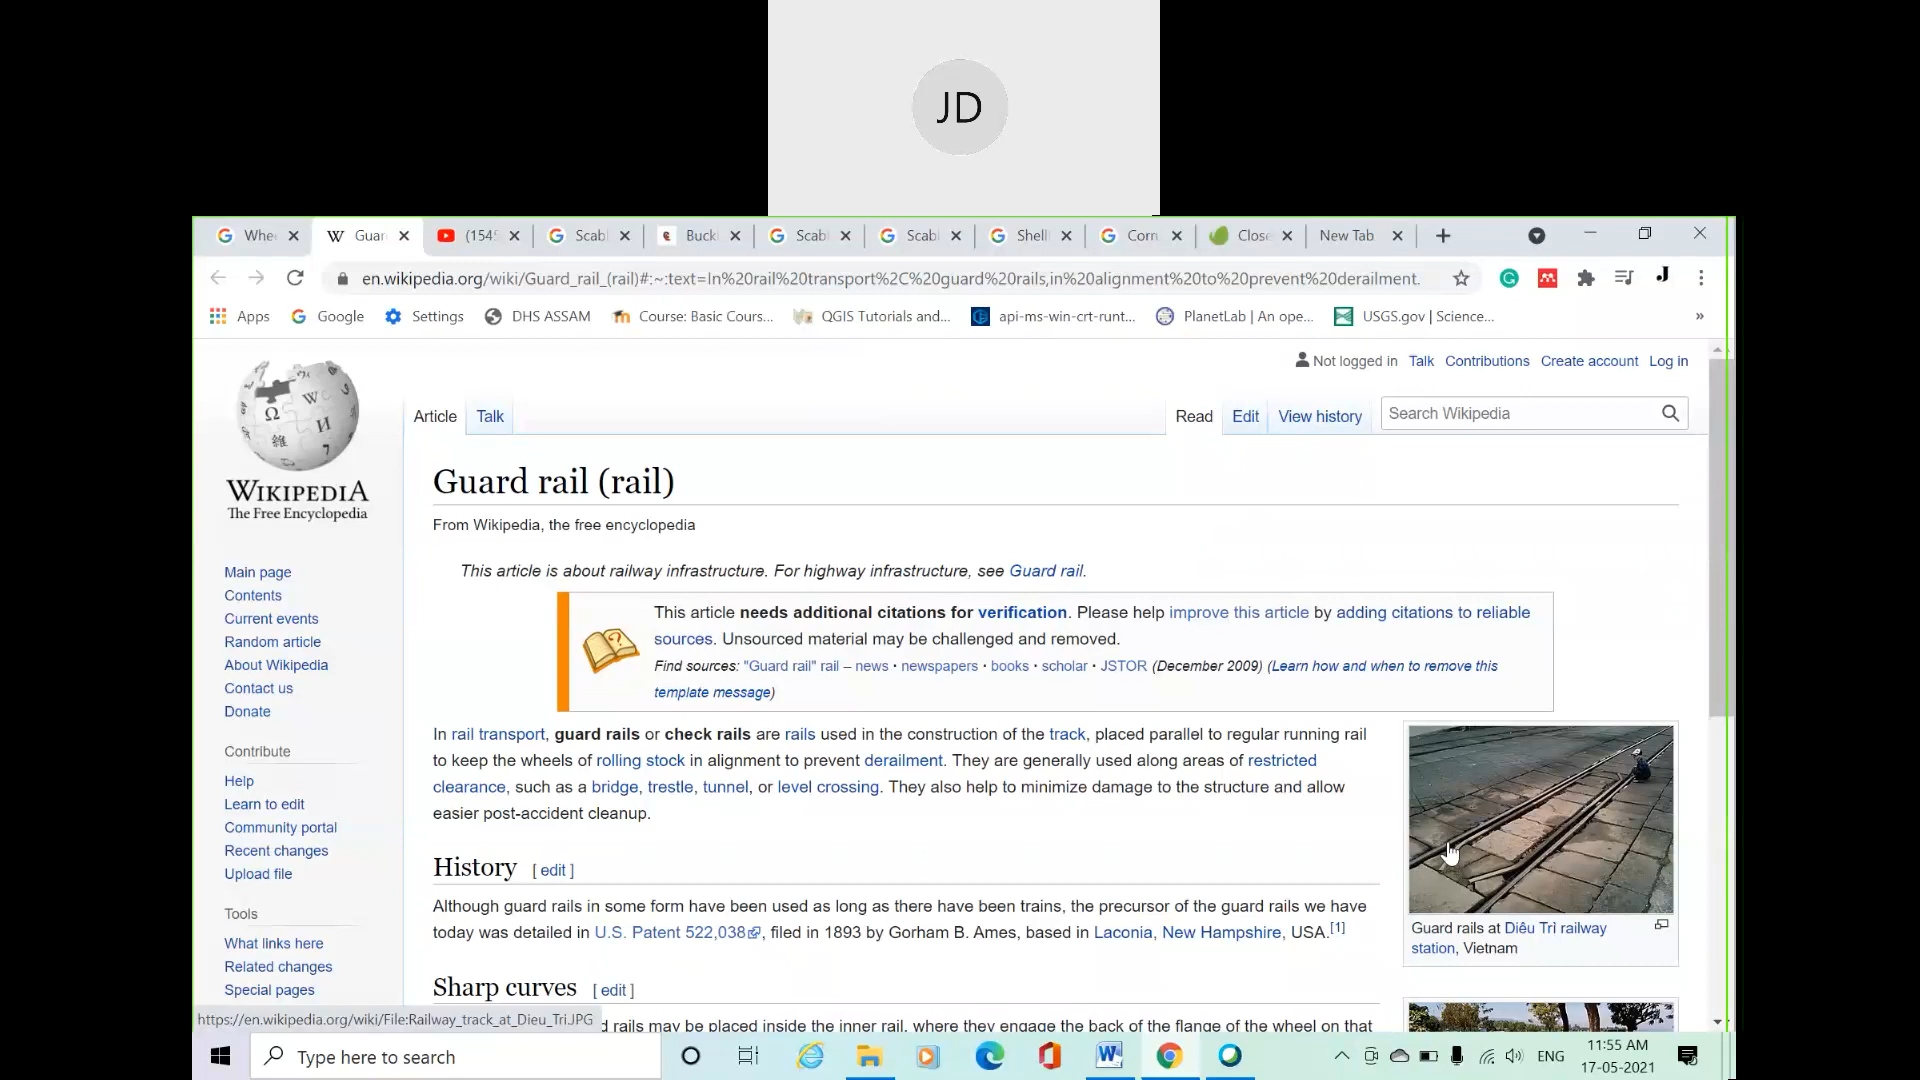 JD
Whe
Guar
(1545
Scab
Buckl
Scab
Scabl
Shell
Corru
Close
New Tab
en.wikipedia.org/wiki/Guard_rail_(rail)#:~:text=In%20rail%20transport%2C%20guard%20rails,in%20alignment%20to%20prevent%20derailment.
Apps
Google
Settings
DHS ASSAM
Course: Basic Cours...
QGIS Tutorials and...
api-ms-win-crt-runt...
PlanetLab | An ope...
USGS.gov | Science...
»
Not logged in Talk Contributions Create account Log in
Article Talk
Read Edit View history
Search Wikipedia
WIKIPEDIA
The Free Encyclopedia
Main page
Contents
Current events
Random article
About Wikipedia
Contact us
Donate
Contribute
Help
Learn to edit
Community portal
Recent changes
Upload file
Tools
What links here
Related changes
Special pages
Guard rail (rail)
From Wikipedia, the free encyclopedia
This article is about railway infrastructure. For highway infrastructure, see Guard rail.
This article needs additional citations for verification. Please help improve this article by adding citations to reliable
sources. Unsourced material may be challenged and removed.
Find sources: "Guard rail" rail – news · newspapers · books · scholar · JSTOR (December 2009) (Learn how and when to remove this
template message)
In rail transport, guard rails or check rails are rails used in the construction of the track, placed parallel to regular running rail
to keep the wheels of rolling stock in alignment to prevent derailment. They are generally used along areas of restricted
clearance, such as a bridge, trestle, tunnel, or level crossing. They also help to minimize damage to the structure and allow
easier post-accident cleanup.
Guard rails at Diêu Trì railway
station, Vietnam
History [ edit ]
Although guard rails in some form have been used as long as there have been trains, the precursor of the guard rails we have
today was detailed in U.S. Patent 522,038, filed in 1893 by Gorham B. Ames, based in Laconia, New Hampshire, USA.[1]
Sharp curves [ edit ]
d rails may be placed inside the inner rail, where they engage the back of the flange of the wheel on that
https://en.wikipedia.org/wiki/File:Railway_track_at_Dieu_Tri.JPG
Type here to search
ENG
11:55 AM
17-05-2021